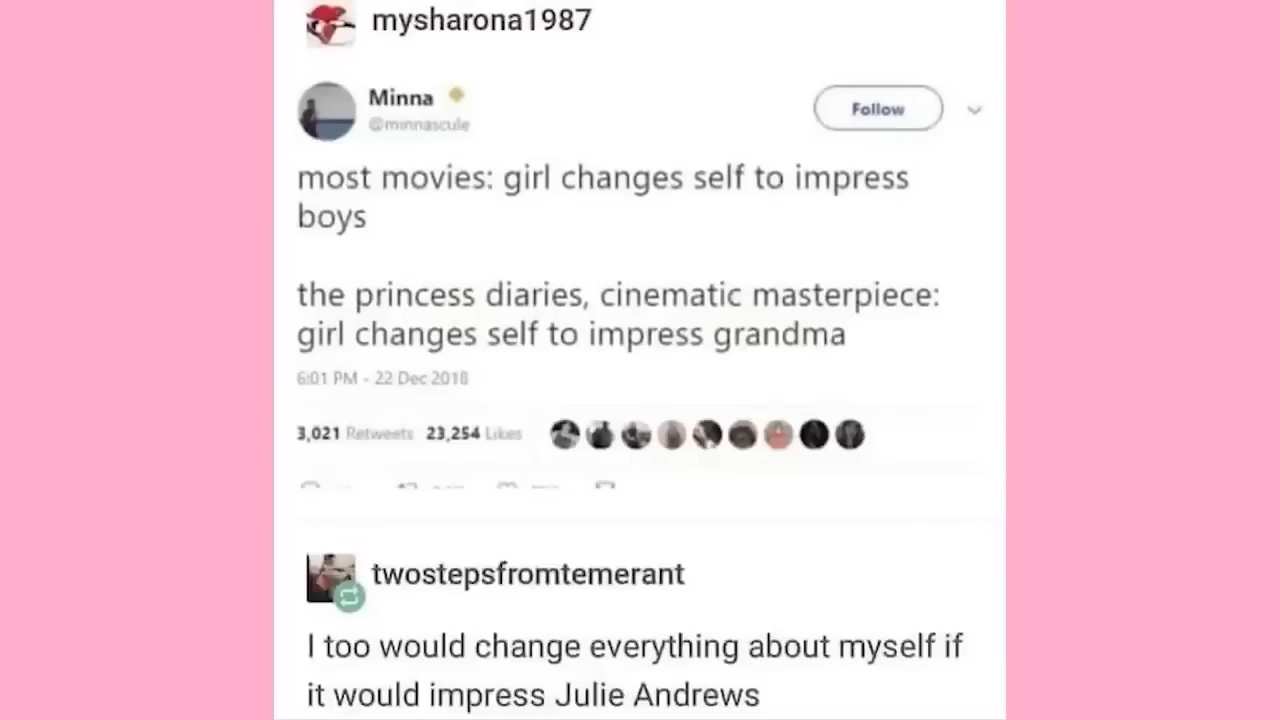 mysharona1987
Minna
@minnascule
Follow
most movies: girl changes self to impress
boys
the princess diaries, cinematic masterpiece:
girl changes self to impress grandma
6:01 PM - 22 Dec 2018
3,021 Retweets 23,254 Likes
twostepsfromtemerant
I too would change everything about myself if
it would impress Julie Andrews